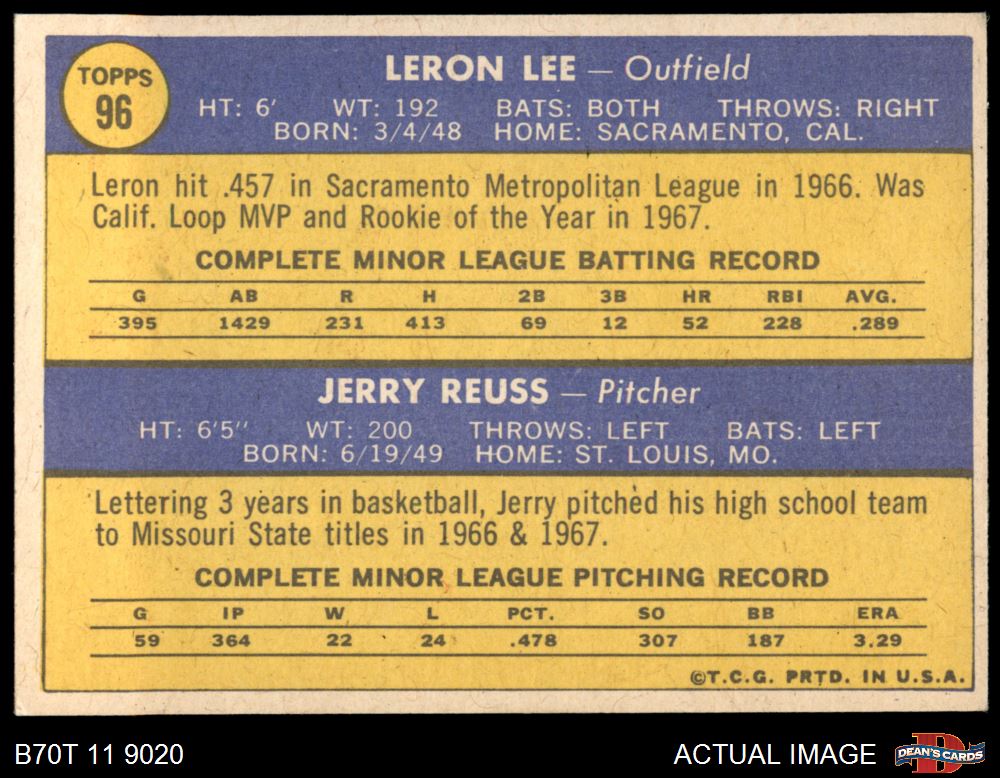 TOPPS
96
LERON LEE — Outfield
HT: 6' WT: 192 BATS: BOTH THROWS: RIGHT
BORN: 3/4/48 HOME: SACRAMENTO, CAL.
Leron hit .457 in Sacramento Metropolitan League in 1966. Was
Calif. Loop MVP and Rookie of the Year in 1967.
COMPLETE MINOR LEAGUE BATTING RECORD
G AB R H 2B 3B HR RBI AVG.
395 1429 231 413 69 12 52 228 .289
JERRY REUSS — Pitcher
HT: 6'5" WT: 200 THROWS: LEFT BATS: LEFT
BORN: 6/19/49 HOME: ST. LOUIS, MO.
Lettering 3 years in basketball, Jerry pitched his high school team
to Missouri State titles in 1966 & 1967.
COMPLETE MINOR LEAGUE PITCHING RECORD
G IP W L PCT. SO BB ERA
59 364 22 24 .478 307 187 3.29
©T.C.G. PRTD. IN U.S.A.
B70T 11 9020 ACTUAL IMAGE D DEAN'S CARDS